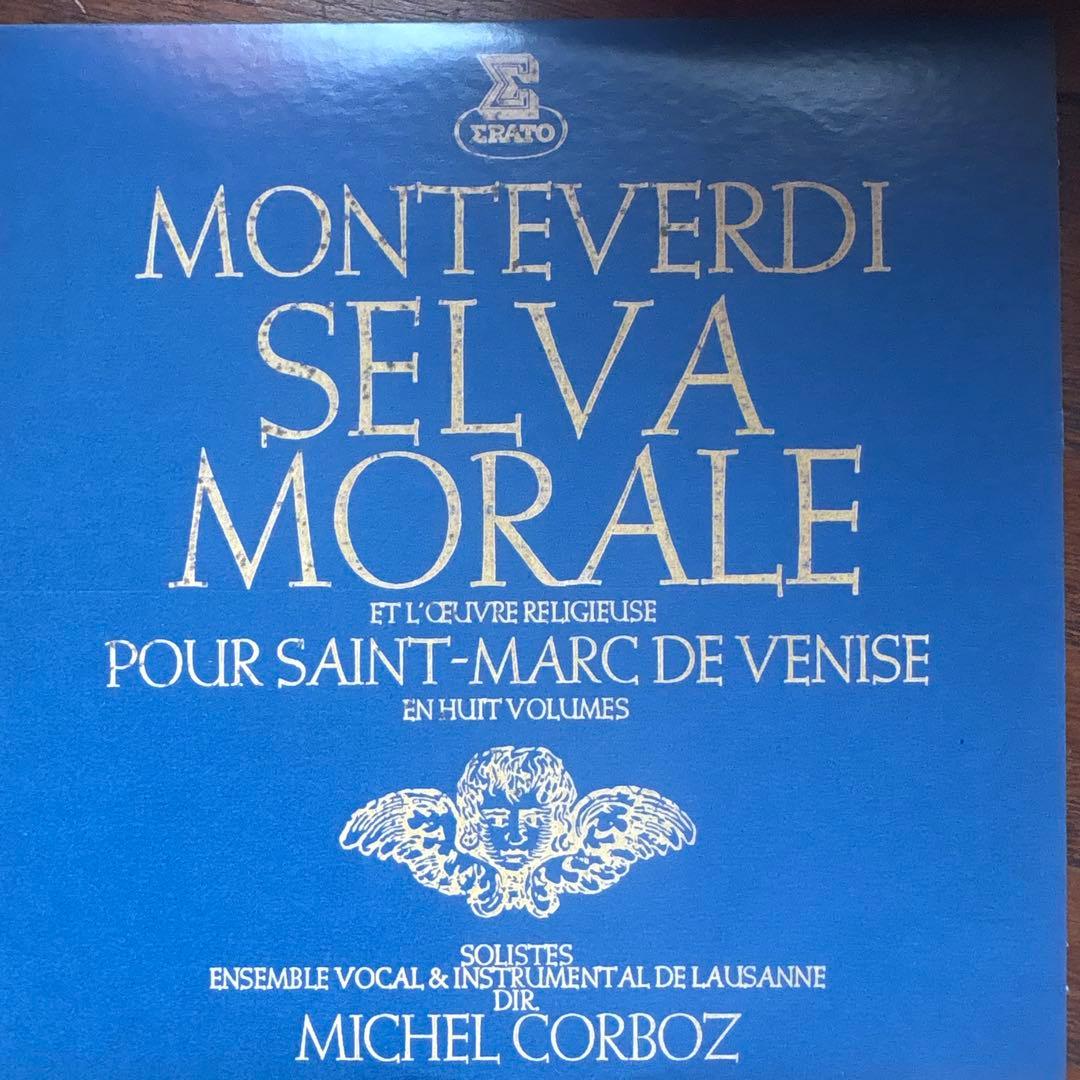 ERATO
MONTEVERDI
SELVA
MORALE
ET L'ŒUVRE RELIGIEUSE
POUR SAINT-MARC DE VENISE
EN HUIT VOLUMES
SOLISTES
ENSEMBLE VOCAL & INSTRUMENTAL DE LAUSANNE
DIR.
MICHEL CORBOZ